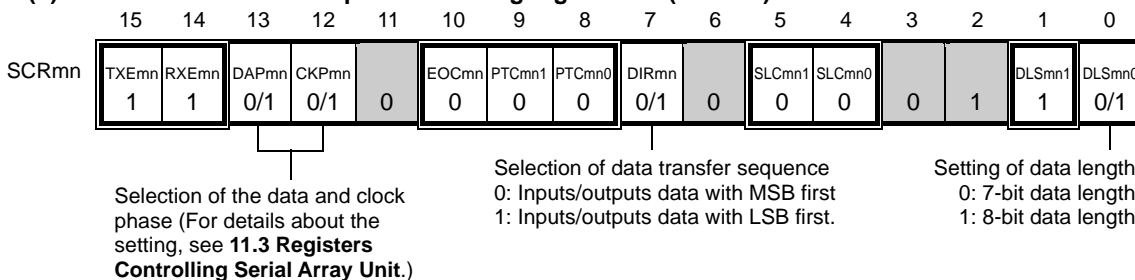 15 14 13 12 11 10 9 8 7 6 5 4 3 2 1 0
SCRmn
TXEmn RXEmn DAPmn CKPmn EOCmn PTCmn1 PTCmn0 DIRmn SLCmn1 SLCmn0 DLSmn1 DLSmn0
1 1 0/1 0/1 0 0 0 0 0/1 0 0 0 0 1 1 0/1
Selection of the data and clock
phase (For details about the
setting, see 11.3 Registers
Controlling Serial Array Unit.)
Selection of data transfer sequence
0: Inputs/outputs data with MSB first
1: Inputs/outputs data with LSB first.
Setting of data length
0: 7-bit data length
1: 8-bit data length